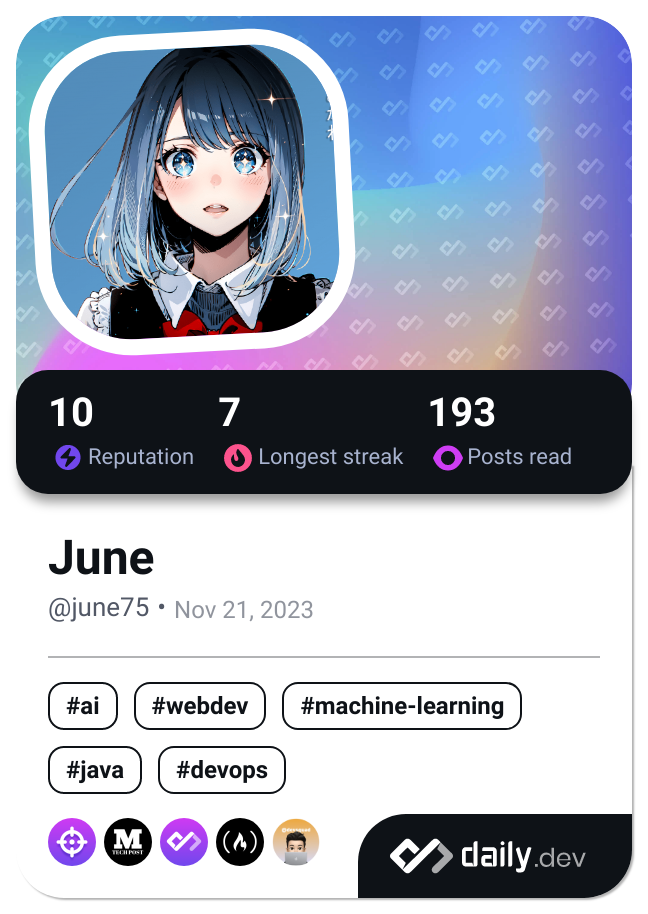 10 7 193
Reputation Longest streak Posts read
June
@june75 • Nov 21, 2023
#ai #webdev #machine-learning
#java #devops
M
TECH POST
daily.dev